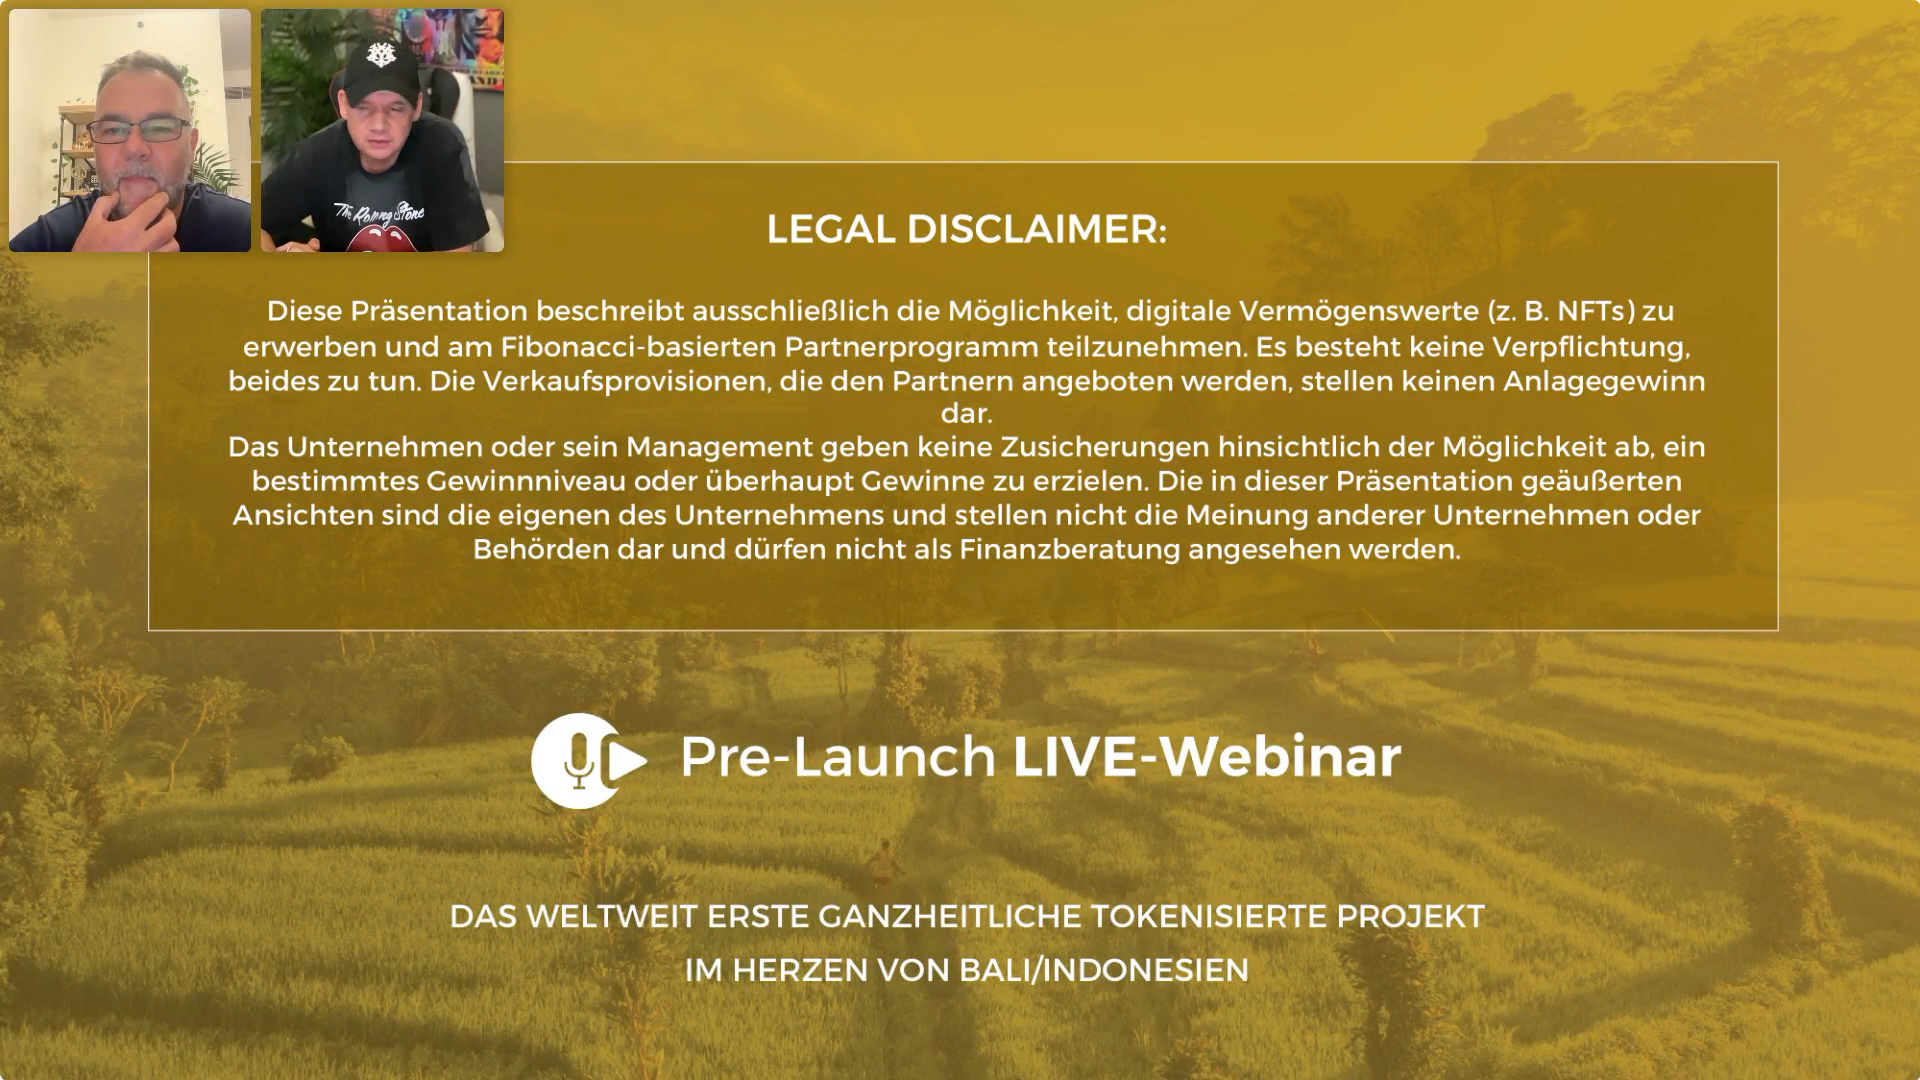 The Rolling Stone
LEGAL DISCLAIMER:
Diese Präsentation beschreibt ausschließlich die Möglichkeit, digitale Vermögenswerte (z. B. NFTs) zu
erwerben und am Fibonacci-basierten Partnerprogramm teilzunehmen. Es besteht keine Verpflichtung,
beides zu tun. Die Verkaufsprovisionen, die den Partnern angeboten werden, stellen keinen Anlagegewinn
dar.
Das Unternehmen oder sein Management geben keine Zusicherungen hinsichtlich der Möglichkeit ab, ein
bestimmtes Gewinnniveau oder überhaupt Gewinne zu erzielen. Die in dieser Präsentation geäußerten
Ansichten sind die eigenen des Unternehmens und stellen nicht die Meinung anderer Unternehmen oder
Behörden dar und dürfen nicht als Finanzberatung angesehen werden.
Pre-Launch LIVE-Webinar
DAS WELTWEIT ERSTE GANZHEITLICHE TOKENISIERTE PROJEKT
IM HERZEN VON BALI/INDONESIEN